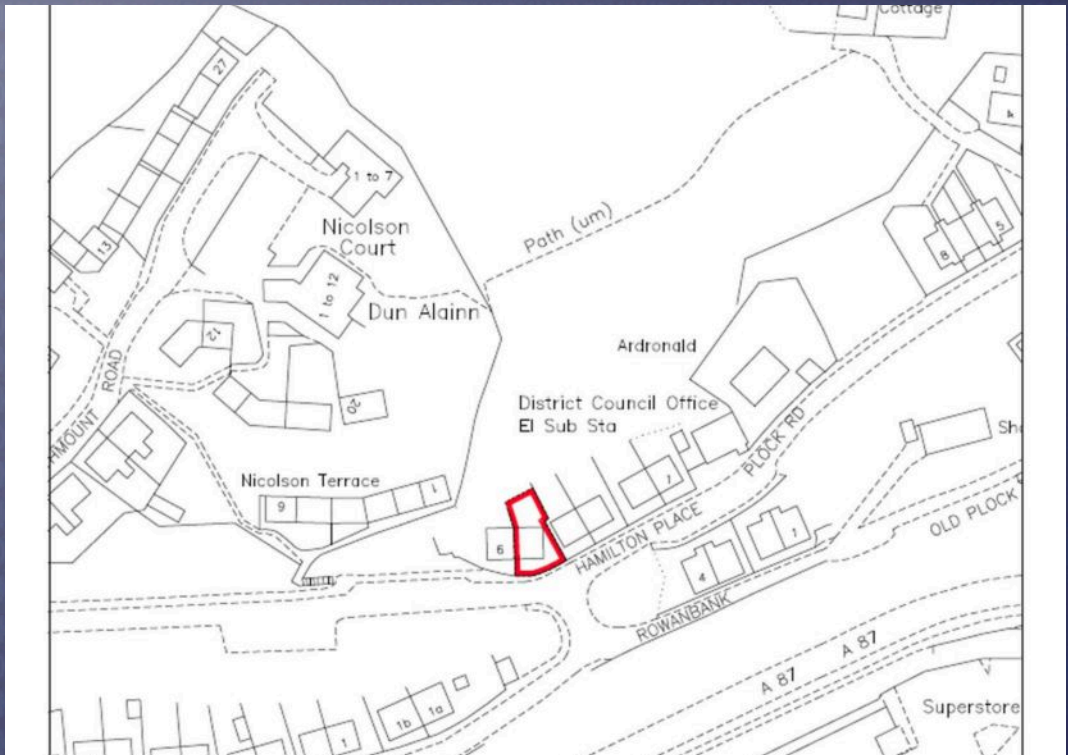 Cottage
27
1 to 7
4
Nicolson
Court
Path (um)
13
5
8
1 to 12
Dun Alainn
12
Ardronald
ROAD
20
District Council Office
El Sub Sta
PLOCK RD
Nicolson Terrace
1
9
6
1
HAMILTON PLACE
OLD PLOCK
4
1
ROWANBANK
A 87
A 87
Superstore
1b
1a
1